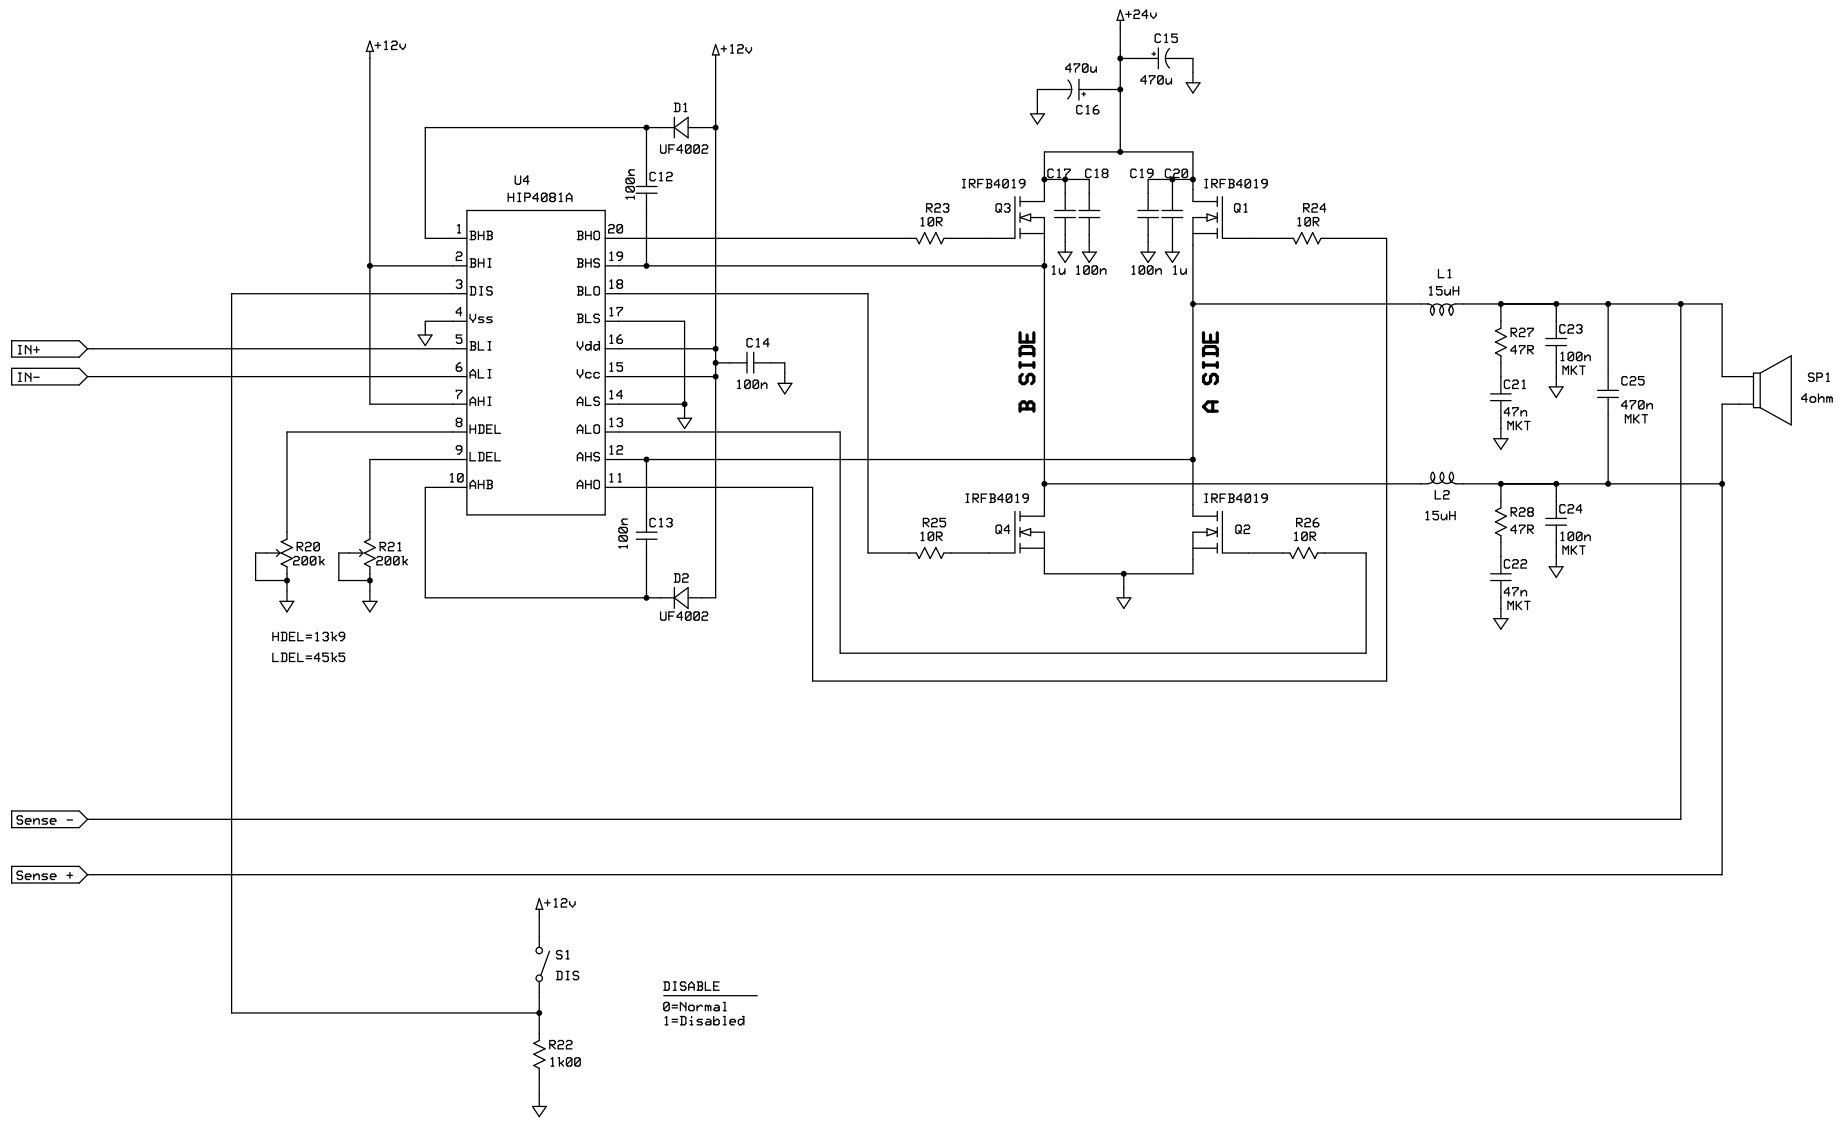 +24v
C15
470u
470u
C16
+12v
+12v
D1
UF4002
C12
100n
U4
HIP4081A
1 BHB
2 BHI
3 DIS
4 Vss
5 BLI
6 ALI
7 AHI
8 HDEL
9 LDEL
10 AHB
BHO 20
BHS 19
BLO 18
BLS 17
Vdd 16
Vcc 15
ALS 14
ALO 13
AHS 12
AHO 11
IN+
IN-
C14
100n
C13
100n
D2
UF4002
R20
200k
R21
200k
HDEL=13k9
LDEL=45k5
IRFB4019
Q3
R23
10R
C17 C18
1u 100n
C19 C20
100n 1u
IRFB4019
Q1
R24
10R
B SIDE
A SIDE
IRFB4019
Q4
R25
10R
IRFB4019
Q2
R26
10R
L1
15uH
L2
15uH
R27
47R
C21
47n
MKT
C23
100n
MKT
C25
470n
MKT
R28
47R
C22
47n
MKT
C24
100n
MKT
SP1
4ohm
Sense -
Sense +
+12v
S1
DIS
R22
1k00
DISABLE
0=Normal
1=Disabled